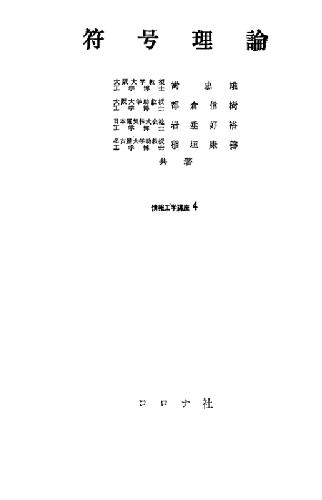 符号理論
大阪大学教授 工学博士 嵩忠雄
大阪大学助教授 工学博士 都倉信樹
日本電気株式会社 工学博士 岩垂好裕
名古屋大学助教授 工学博士 稲垣康善
共著
情報工学講座 4
コロナ社